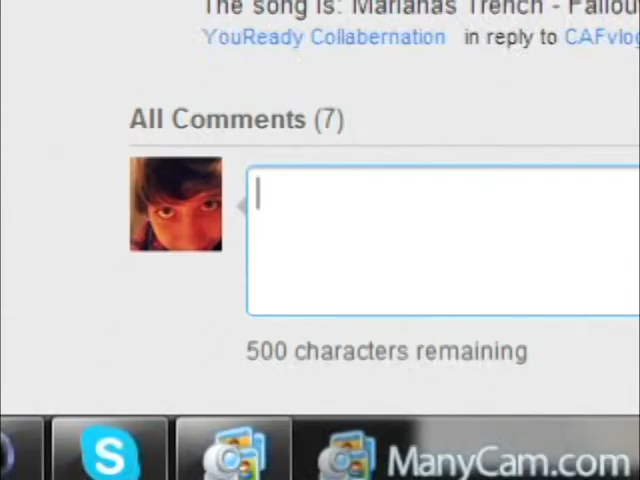 The song is: Marianas Trench - Fallou
YouReady Collabernation in reply to CAFvlog
All Comments (7)
500 characters remaining
S
ManyCam.com